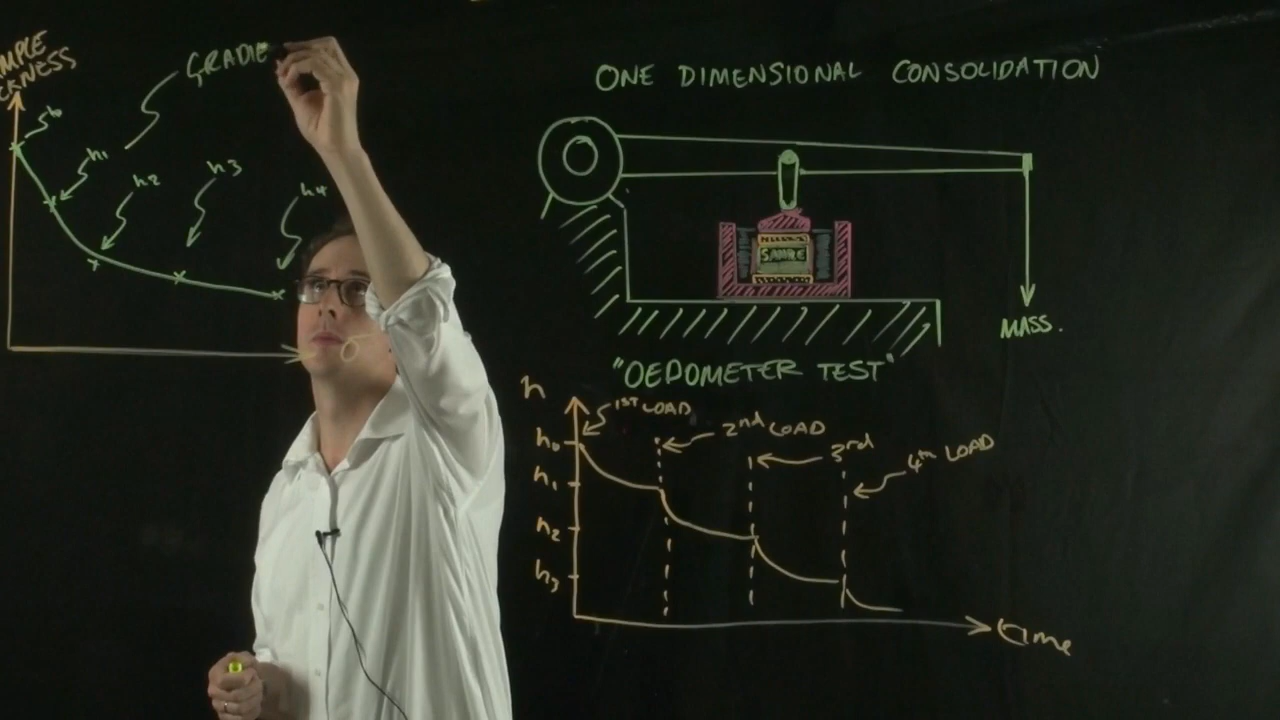 MPLE
CKNESS
GRADIE
h0
h1
h2
h3
h4
σ
ONE DIMENSIONAL CONSOLIDATION
SAMPLE
MASS.
"OEDOMETER TEST"
h
1ST LOAD
2nd LOAD
3rd
4th LOAD
h0
h1
h2
h3
time